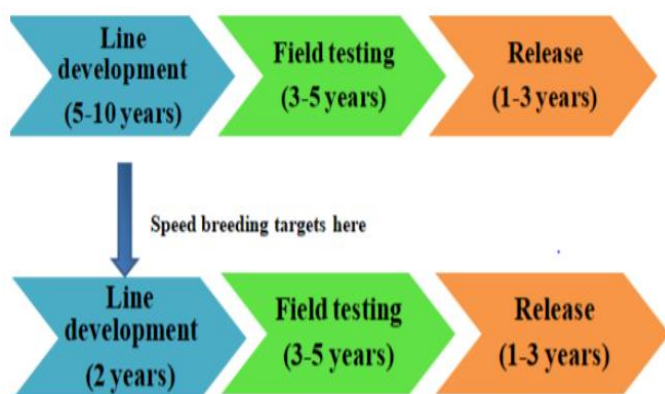 Line
development
(5-10 years)
Field testing
(3-5 years)
Release
(1-3 years)
Speed breeding targets here
Line
development
(2 years)
Field testing
(3-5 years)
Release
(1-3 years)